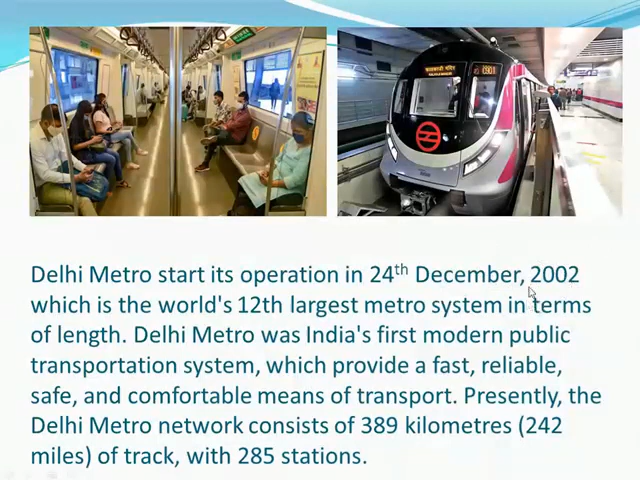 Delhi Metro start its operation in 24th December, 2002
which is the world's 12th largest metro system in terms
of length. Delhi Metro was India's first modern public
transportation system, which provide a fast, reliable,
safe, and comfortable means of transport. Presently, the
Delhi Metro network consists of 389 kilometres (242
miles) of track, with 285 stations.